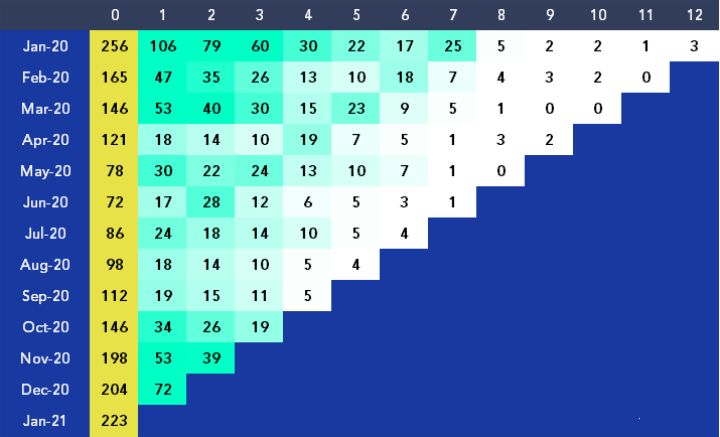 0 1 2 3 4 5 6 7 8 9 10 11 12
Jan-20 256 106 79 60 30 22 17 25 5 2 2 1 3
Feb-20 165 47 35 26 13 10 18 7 4 3 2 0
Mar-20 146 53 40 30 15 23 9 5 1 0 0
Apr-20 121 18 14 10 19 7 5 1 3 2
May-20 78 30 22 24 13 10 7 1 0
Jun-20 72 17 28 12 6 5 3 1
Jul-20 86 24 18 14 10 5 4
Aug-20 98 18 14 10 5 4
Sep-20 112 19 15 11 5
Oct-20 146 34 26 19
Nov-20 198 53 39
Dec-20 204 72
Jan-21 223